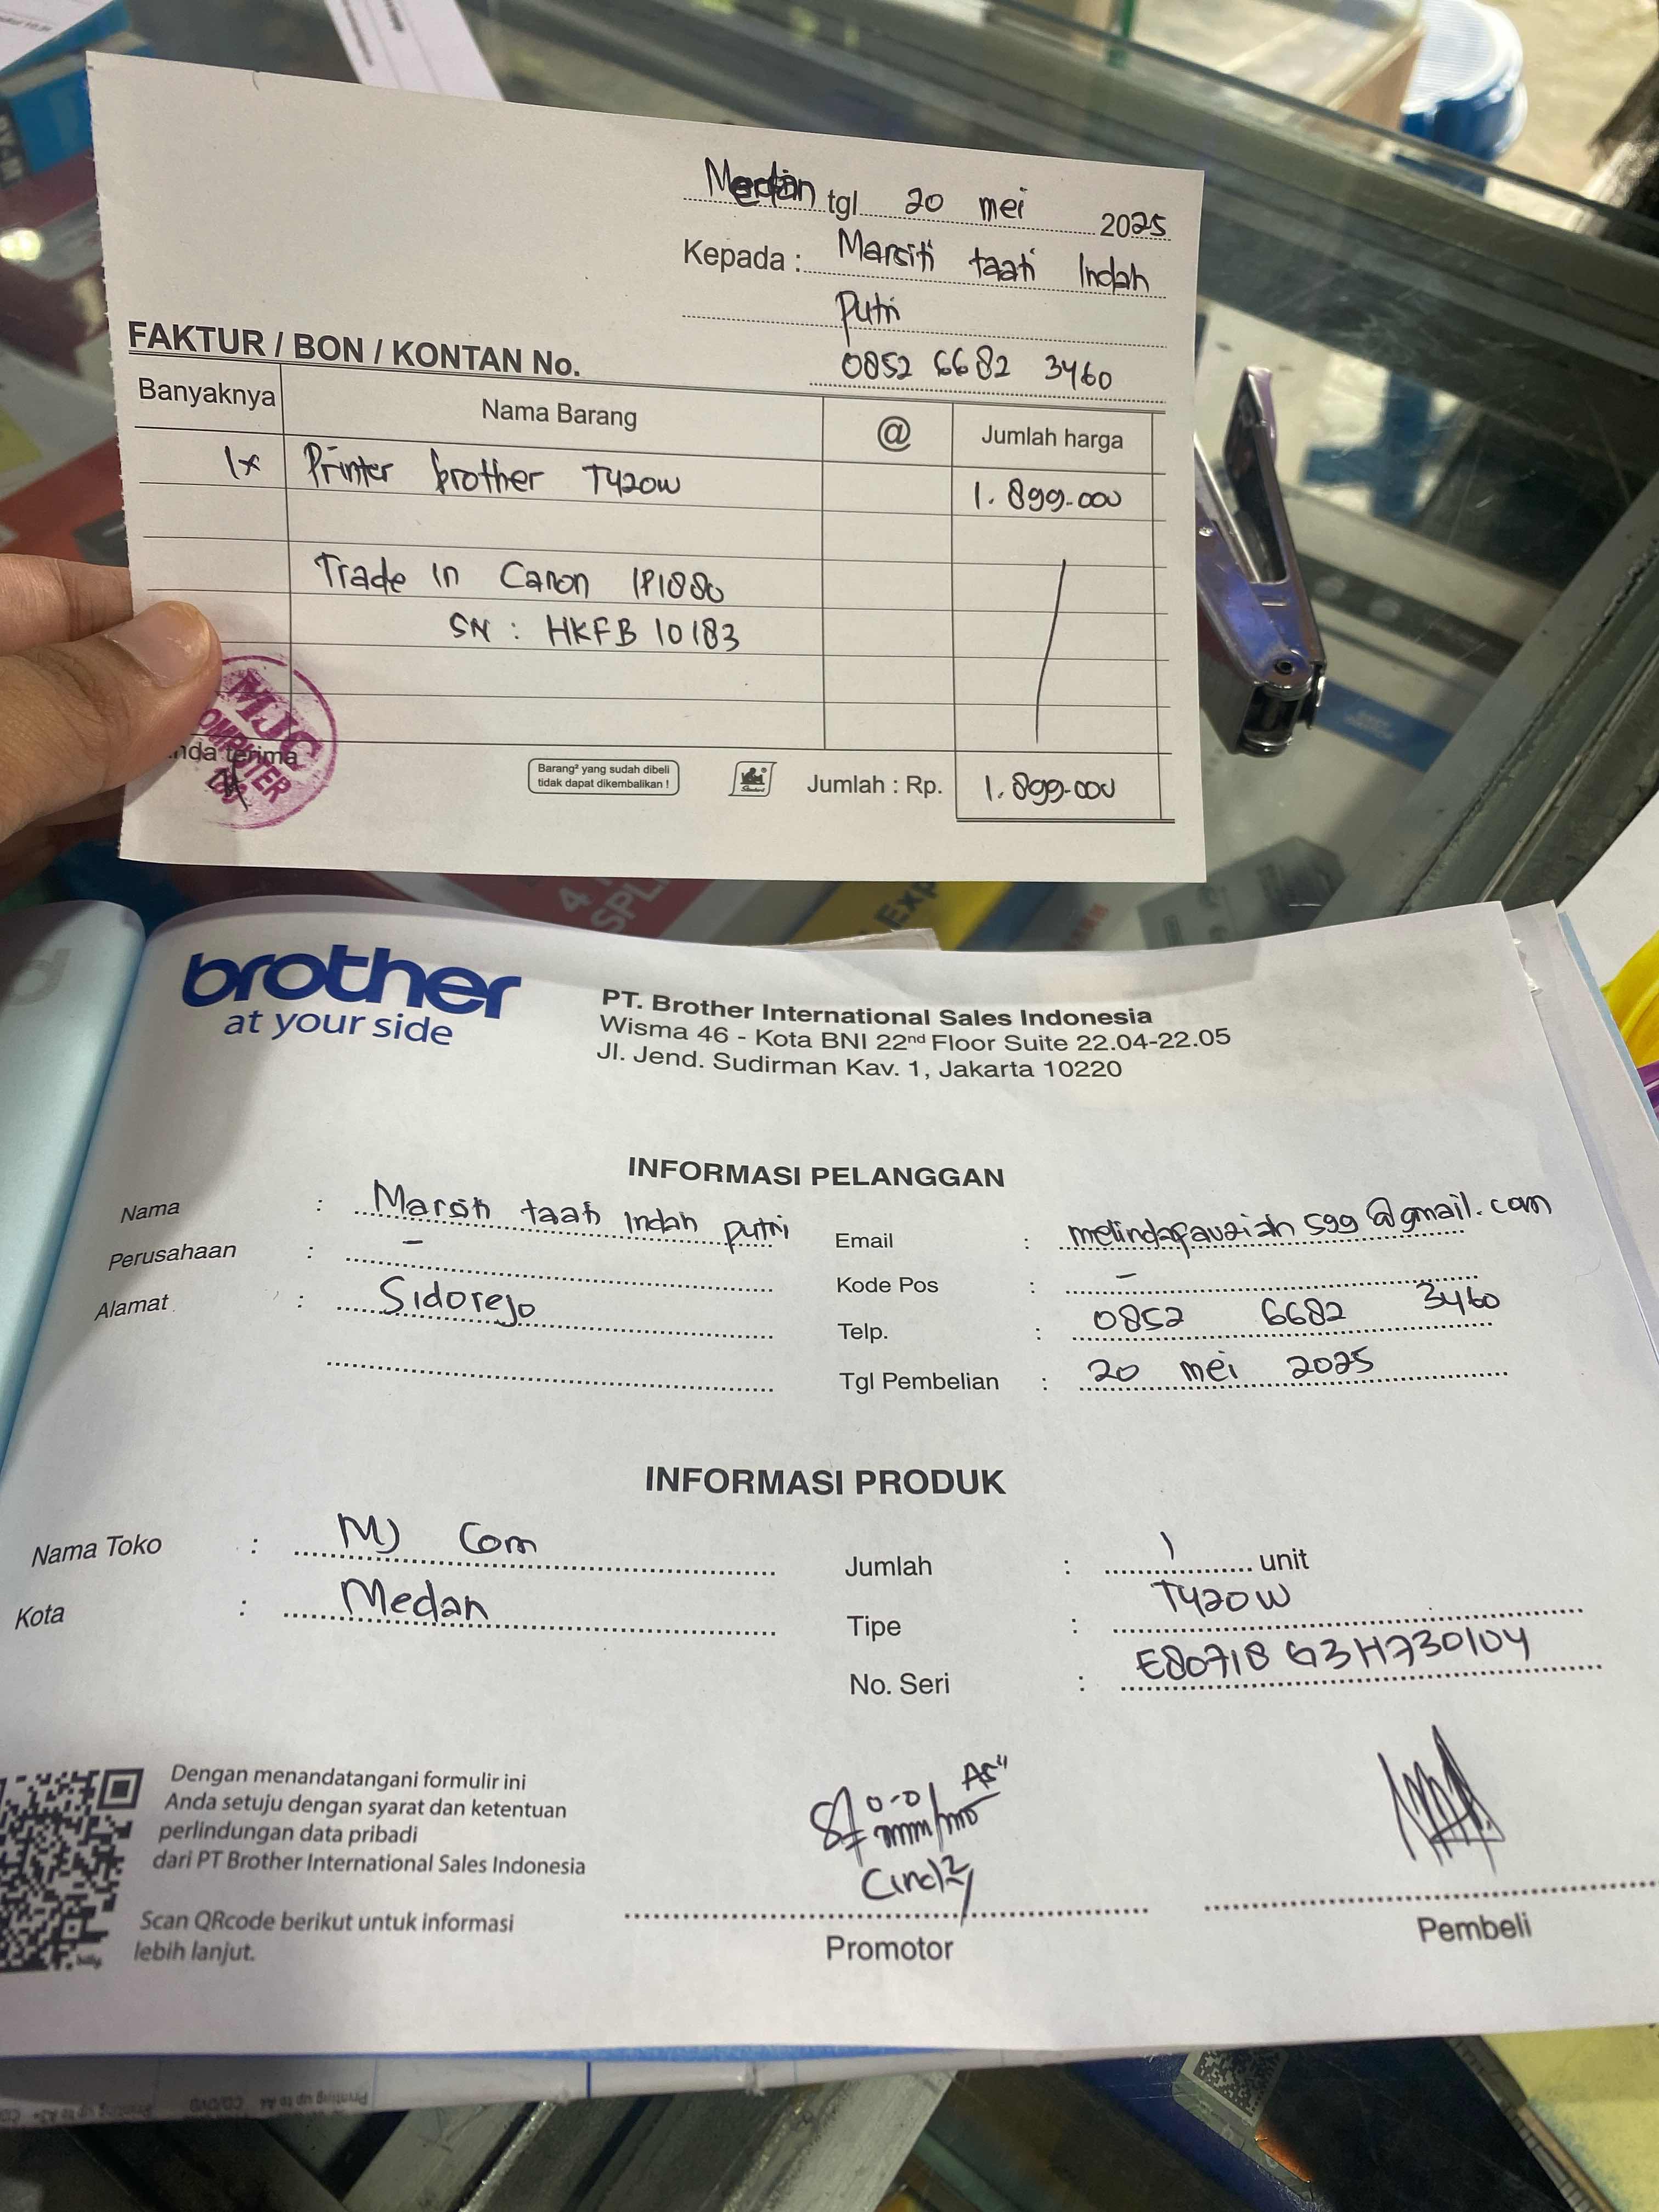 Medan tgl 20 mei 2025
Kepada : Marsiti taati Indah
Putri
0852 6682 3460
FAKTUR / BON / KONTAN No.
Banyaknya Nama Barang @ Jumlah harga
1x Printer brother T420W 1.899.000
Trade in Canon IP1880
SN : HKFB 10183
MJC
COMPUTER
terima
Barang² yang sudah dibeli
tidak dapat dikembalikan !
Jumlah : Rp. 1.899.000
brother
at your side
PT. Brother International Sales Indonesia
Wisma 46 - Kota BNI 22nd Floor Suite 22.04-22.05
Jl. Jend. Sudirman Kav. 1, Jakarta 10220
INFORMASI PELANGGAN
Nama : Marsiti taati Indah putri
Perusahaan : -
Alamat : Sidorejo
Email : melindafauziah599@gmail.com
Kode Pos : -
Telp. : 0852 6682 3460
Tgl Pembelian : 20 mei 2025
INFORMASI PRODUK
Nama Toko : MJ Com
Kota : Medan
Jumlah : 1 unit
Tipe : T420W
No. Seri : E80718G3H730104
Dengan menandatangani formulir ini
Anda setuju dengan syarat dan ketentuan
perlindungan data pribadi
dari PT Brother International Sales Indonesia
Scan QRcode berikut untuk informasi
lebih lanjut.
Promotor
Pembeli